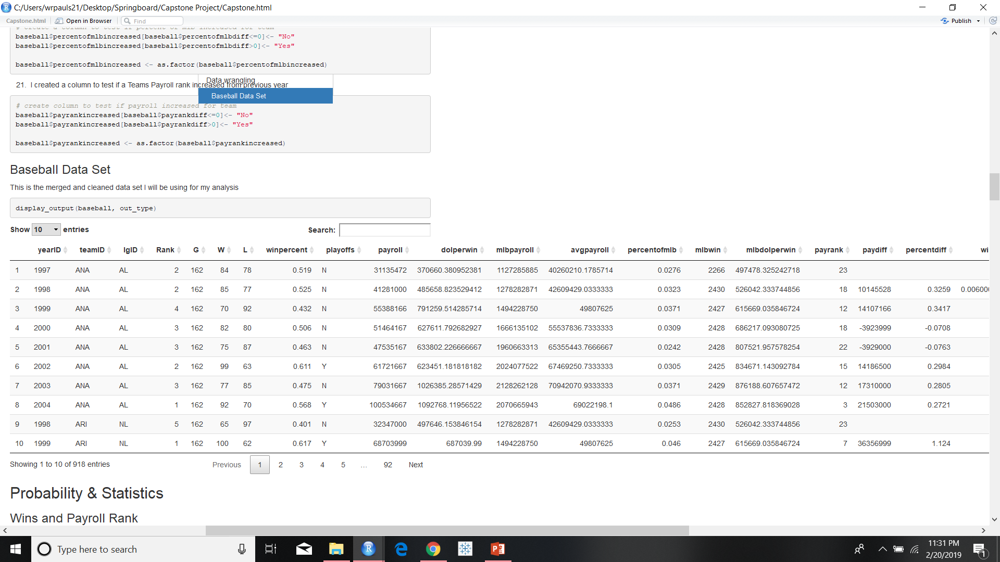 C:/Users/wrpauls21/Desktop/Springboard/Capstone Project/Capstone.html
Capstone.html Open in Browser Find Publish
# create a column to test if percent of mlb increased for team
baseball$percentofmlbincreased[baseball$percentofmlbdiff<=0]<- "No"
baseball$percentofmlbincreased[baseball$percentofmlbdiff>0]<- "Yes"
baseball$percentofmlbincreased <- as.factor(baseball$percentofmlbincreased)
Data wrangling
21. I created a column to test if a Teams Payroll rank increased from previous year
Baseball Data Set
# create column to test if payroll increased for team
baseball$payrankincreased[baseball$payrankdiff<=0]<- "No"
baseball$payrankincreased[baseball$payrankdiff>0]<- "Yes"
baseball$payrankincreased <- as.factor(baseball$payrankincreased)
Baseball Data Set
This is the merged and cleaned data set I will be using for my analysis
display_output(baseball, out_type)
Show 10 entries Search:
yearID teamID lgID Rank G W L winpercent playoffs payroll dolperwin mlbpayroll avgpayroll percentofmlb mlbwin mlbdolperwin payrank paydiff percentdiff wi
1 1997 ANA AL 2 162 84 78 0.519 N 31135472 370660.380952381 1127285885 40260210.1785714 0.0276 2266 497478.325242718 23
2 1998 ANA AL 2 162 85 77 0.525 N 41281000 485658.823529412 1278282871 42609429.0333333 0.0323 2430 526042.333744856 18 10145528 0.3259 0.00600
3 1999 ANA AL 4 162 70 92 0.432 N 55388166 791259.514285714 1494228750 49807625 0.0371 2427 615669.035846724 12 14107166 0.3417
4 2000 ANA AL 3 162 82 80 0.506 N 51464167 627611.792682927 1666135102 55537836.7333333 0.0309 2428 686217.093080725 18 -3923999 -0.0708
5 2001 ANA AL 3 162 75 87 0.463 N 47535167 633802.226666667 1960663313 65355443.7666667 0.0242 2428 807521.957578254 22 -3929000 -0.0763
6 2002 ANA AL 2 162 99 63 0.611 Y 61721667 623451.181818182 2024077522 67469250.7333333 0.0305 2425 834671.143092784 15 14186500 0.2984
7 2003 ANA AL 3 162 77 85 0.475 N 79031667 1026385.28571429 2128262128 70942070.9333333 0.0371 2429 876188.607657472 12 17310000 0.2805
8 2004 ANA AL 1 162 92 70 0.568 Y 100534667 1092768.11956522 2070665943 69022198.1 0.0486 2428 852827.818369028 3 21503000 0.2721
9 1998 ARI NL 5 162 65 97 0.401 N 32347000 497646.153846154 1278282871 42609429.0333333 0.0253 2430 526042.333744856 23
10 1999 ARI NL 1 162 100 62 0.617 Y 68703999 687039.99 1494228750 49807625 0.046 2427 615669.035846724 7 36356999 1.124
Showing 1 to 10 of 918 entries Previous 1 2 3 4 5 … 92 Next
Probability & Statistics
Wins and Payroll Rank
Type here to search
11:31 PM
2/20/2019
1